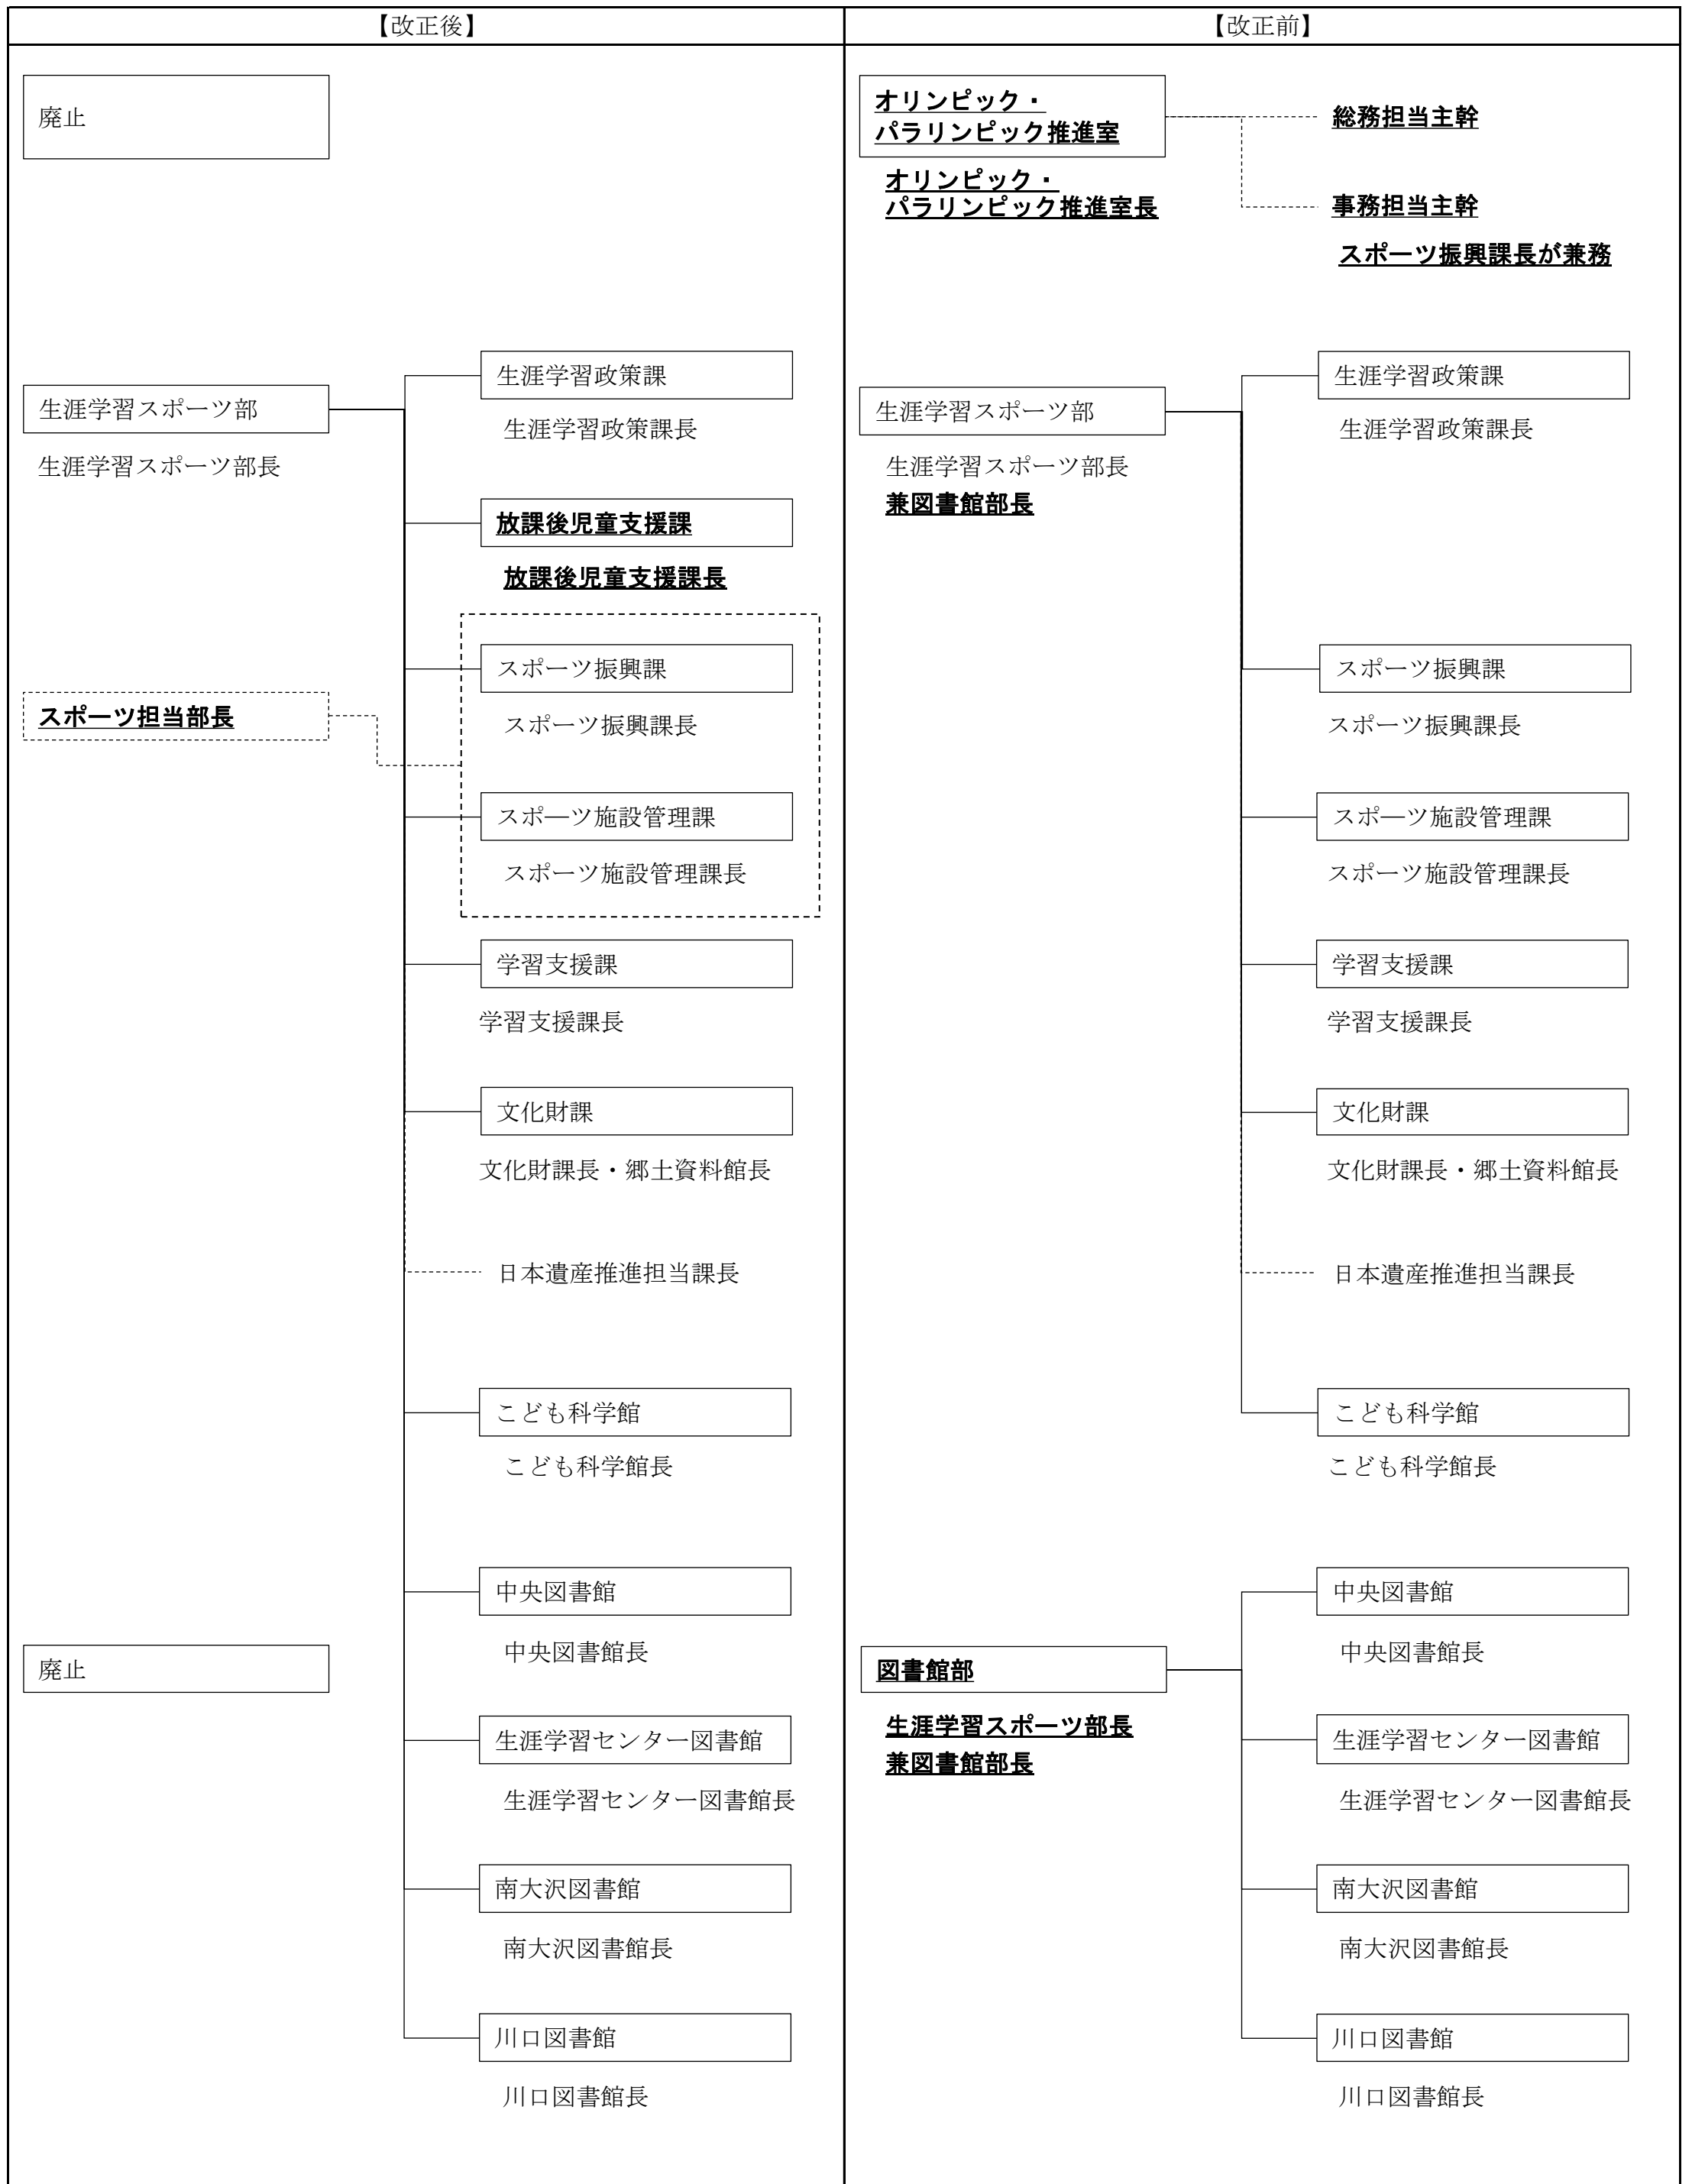 【改正後】
廃止
生涯学習スポーツ部
生涯学習スポーツ部長
生涯学習政策課
生涯学習政策課長
放課後児童支援課
放課後児童支援課長
スポーツ担当部長
スポーツ振興課
スポーツ振興課長
スポーツ施設管理課
スポーツ施設管理課長
学習支援課
学習支援課長
文化財課
文化財課長・郷土資料館長
日本遺産推進担当課長
こども科学館
こども科学館長
中央図書館
中央図書館長
廃止
生涯学習センター図書館
生涯学習センター図書館長
南大沢図書館
南大沢図書館長
川口図書館
川口図書館長
【改正前】
オリンピック・
パラリンピック推進室
オリンピック・
パラリンピック推進室長
総務担当主幹
事務担当主幹
スポーツ振興課長が兼務
生涯学習スポーツ部
生涯学習スポーツ部長
兼図書館部長
生涯学習政策課
生涯学習政策課長
スポーツ振興課
スポーツ振興課長
スポーツ施設管理課
スポーツ施設管理課長
学習支援課
学習支援課長
文化財課
文化財課長・郷土資料館長
日本遺産推進担当課長
こども科学館
こども科学館長
図書館部
生涯学習スポーツ部長
兼図書館部長
中央図書館
中央図書館長
生涯学習センター図書館
生涯学習センター図書館長
南大沢図書館
南大沢図書館長
川口図書館
川口図書館長